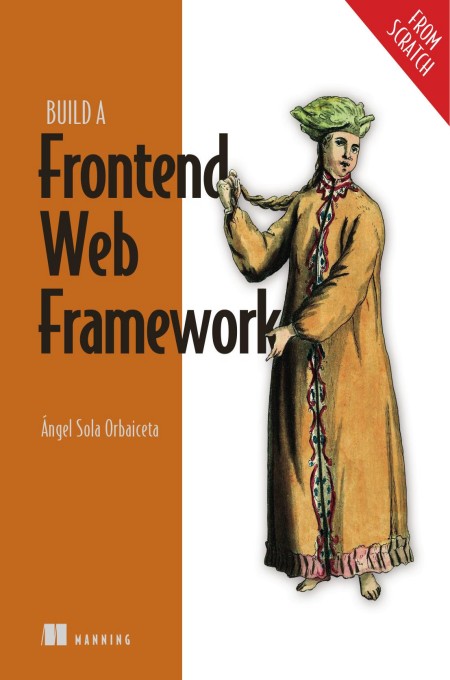 FROM
SCRATCH
BUILD A
Frontend
Web
Framework
Ángel Sola Orbaiceta
MANNING